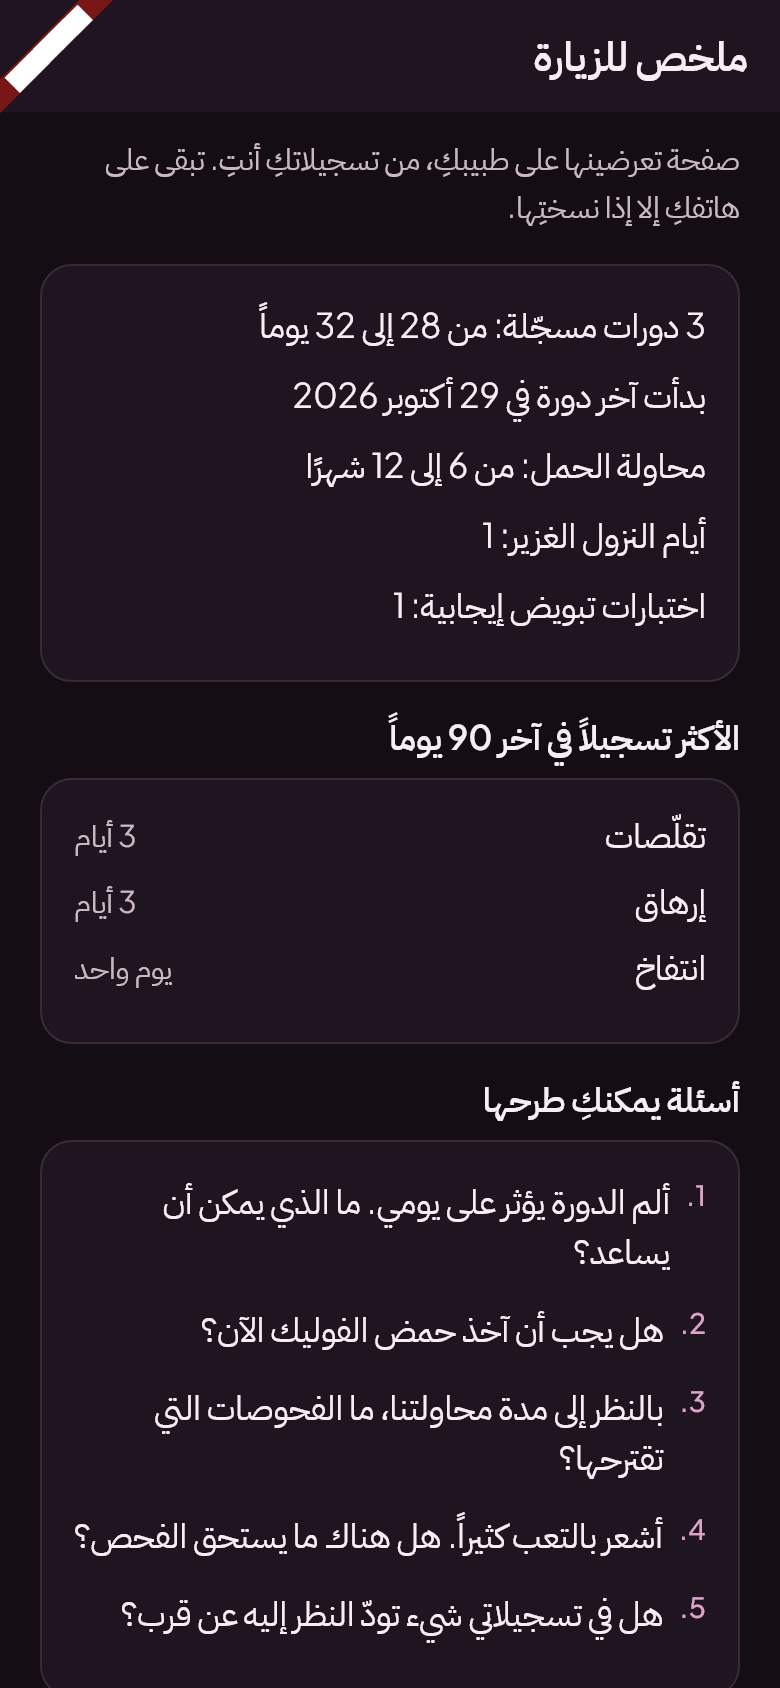 ملخص للزيارة
صفحة تعرضينها على طبيبكِ، من تسجيلاتكِ أنتِ. تبقى على
هاتفكِ إلا إذا نسختِها.
3 دورات مسجّلة: من 28 إلى 32 يوماً
بدأت آخر دورة في 29 أكتوبر 2026
محاولة الحمل: من 6 إلى 12 شهرًا
أيام النزول الغزير: 1
اختبارات تبويض إيجابية: 1
الأكثر تسجيلاً في آخر 90 يوماً
تقلّصات 3 أيام
إرهاق 3 أيام
انتفاخ يوم واحد
أسئلة يمكنكِ طرحها
1. ألم الدورة يؤثر على يومي. ما الذي يمكن أن
يساعد؟
2. هل يجب أن آخذ حمض الفوليك الآن؟
3. بالنظر إلى مدة محاولتنا، ما الفحوصات التي
تقترحها؟
4. أشعر بالتعب كثيراً. هل هناك ما يستحق الفحص؟
5. هل في تسجيلاتي شيء تودّ النظر إليه عن قرب؟